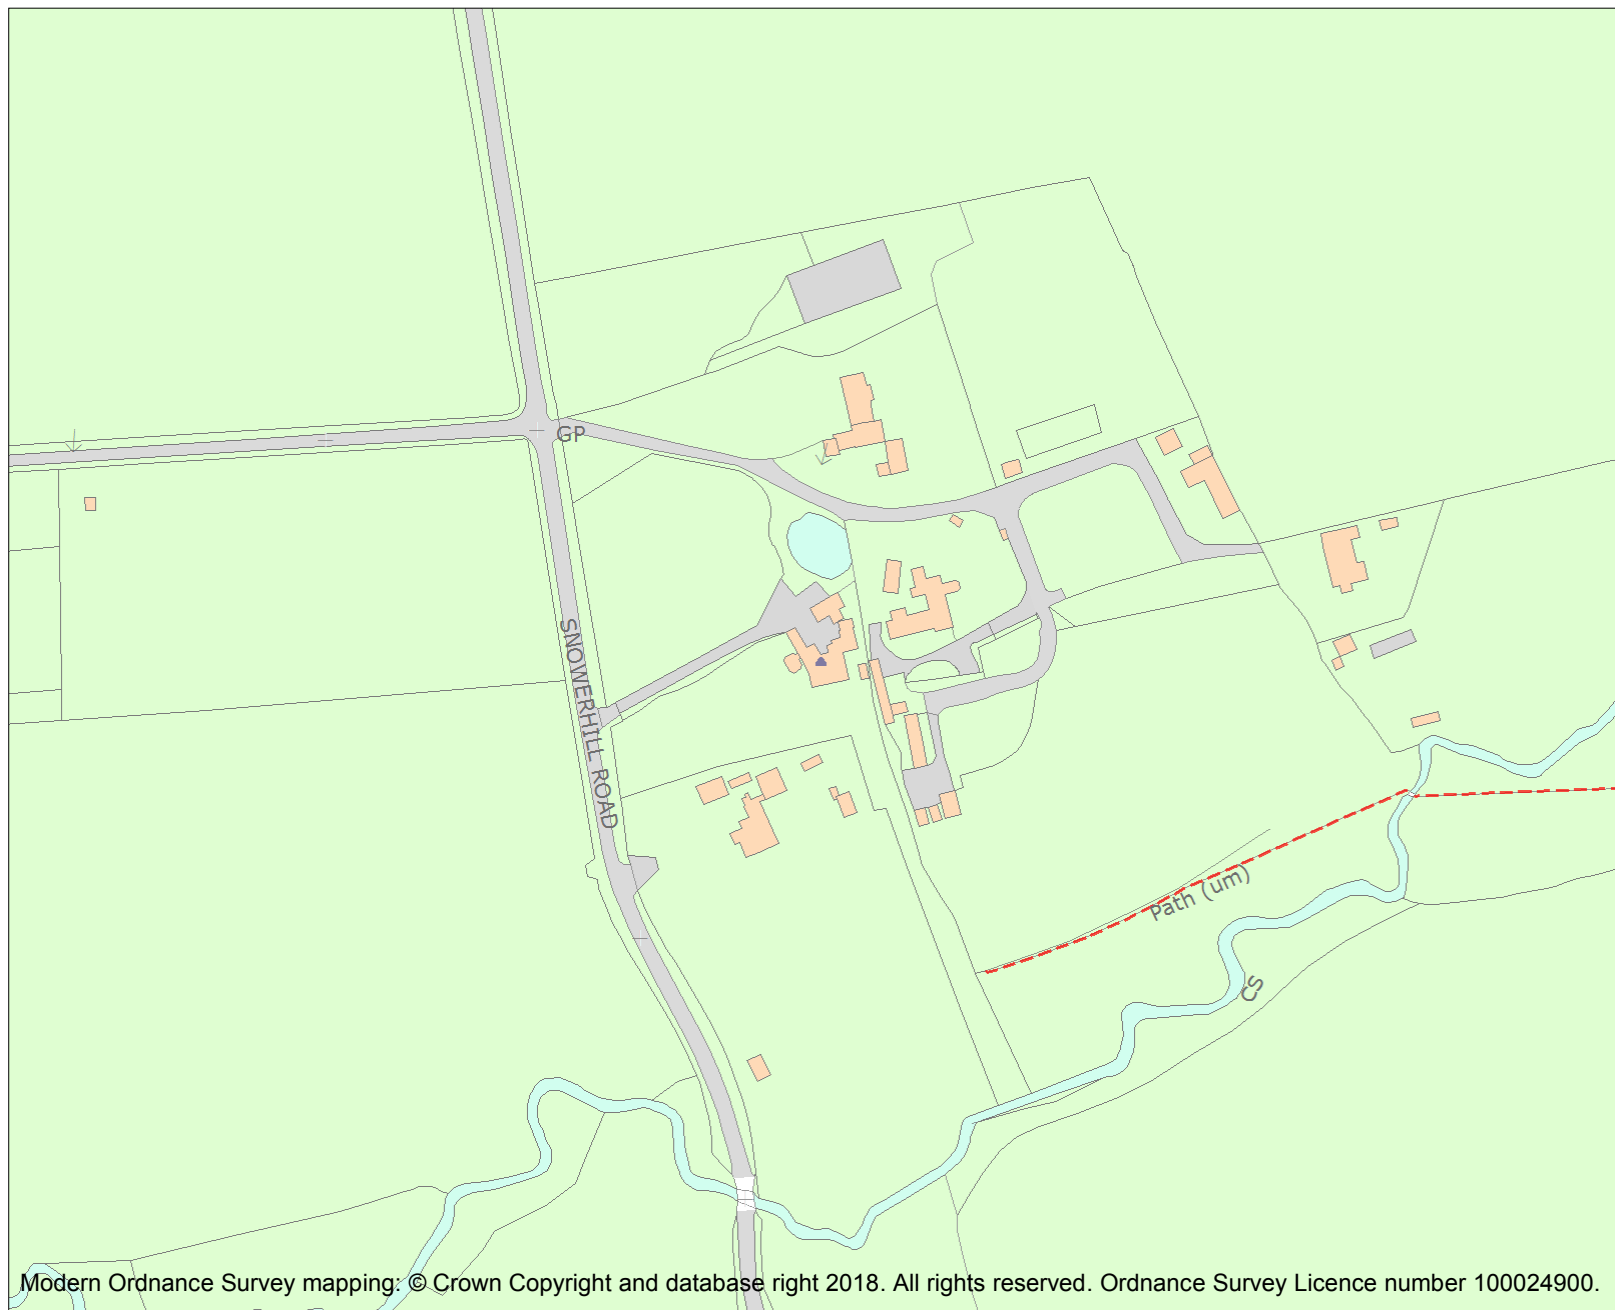 GP
SNOWERHILL ROAD
Path (um)
CS
Modern Ordnance Survey mapping: © Crown Copyright and database right 2018. All rights reserved. Ordnance Survey Licence number 100024900.